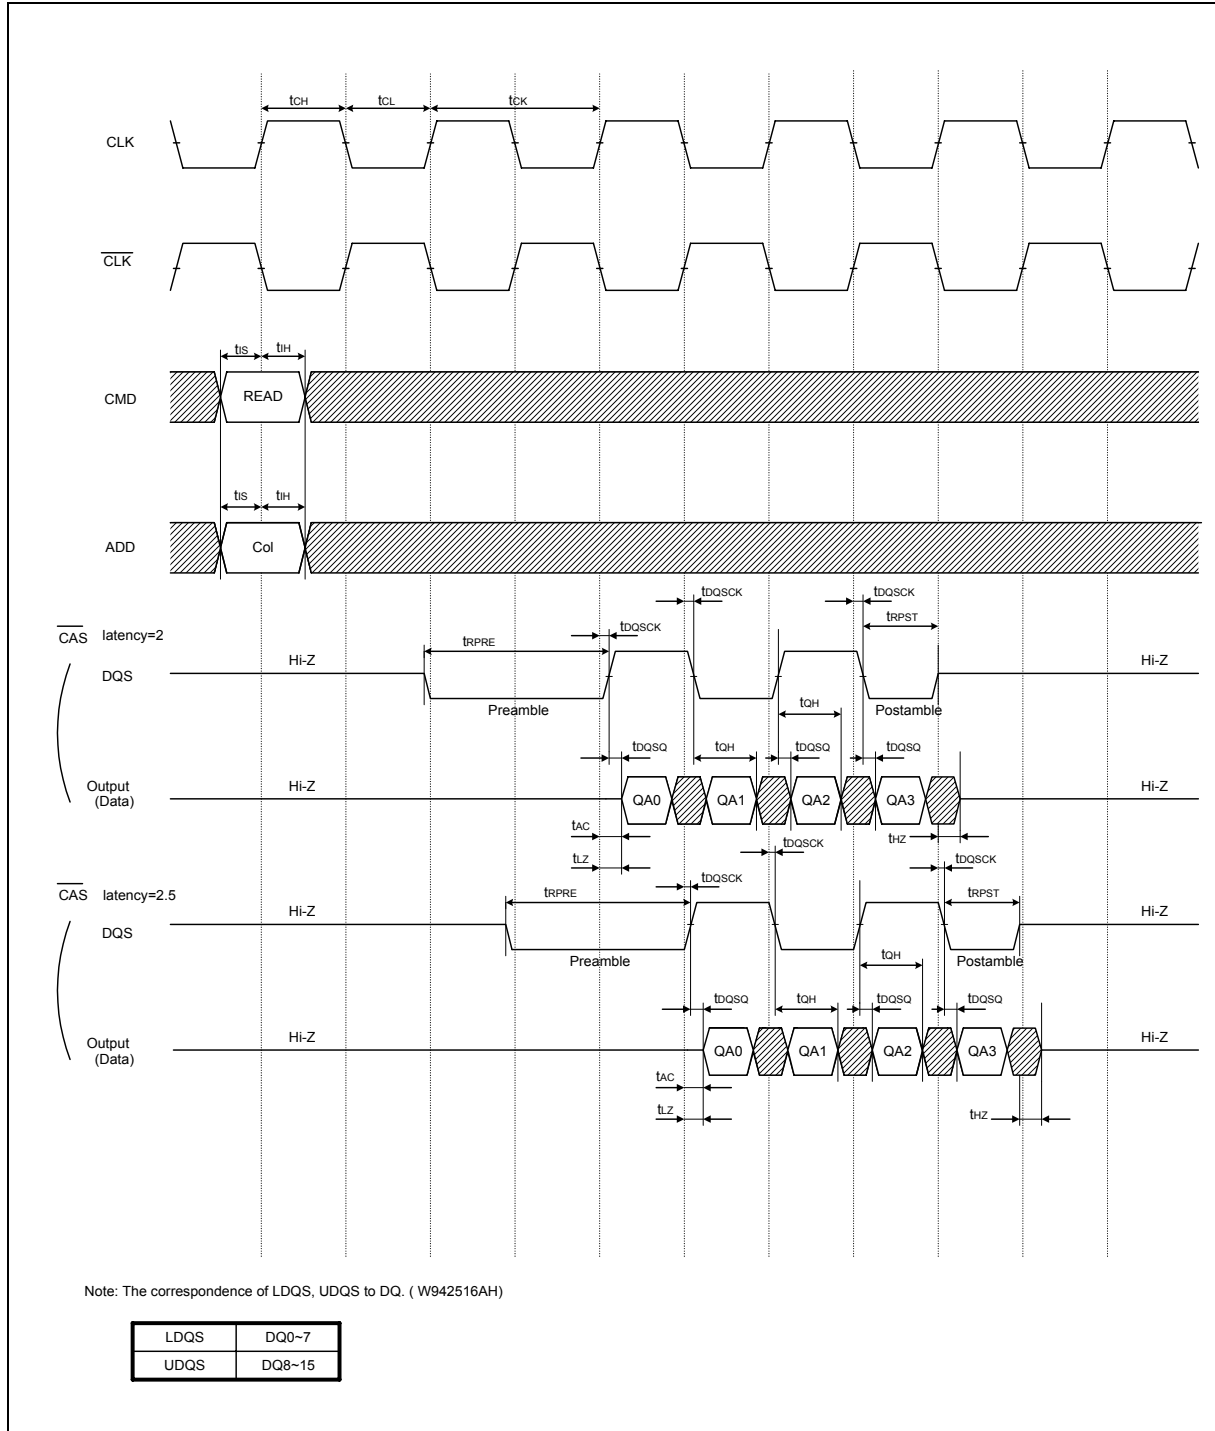 tCH tCL tCK
CLK
CLK
tIS tIH
CMD READ
tIS tIH
ADD Col
tDQSCK tDQSCK
CAS latency=2 tDQSCK tRPST
tRPRE
Hi-Z Hi-Z
DQS
Preamble tQH Postamble
tDQSQ tQH tDQSQ tDQSQ
Output Hi-Z QA0 QA1 QA2 QA3 Hi-Z
(Data)
tAC tHZ
tDQSCK
tLZ tDQSCK tDQSCK
CAS latency=2.5 tRPRE tRPST
Hi-Z Hi-Z
DQS
Preamble tQH Postamble
tDQSQ tQH tDQSQ tDQSQ
Output Hi-Z QA0 QA1 QA2 QA3 Hi-Z
(Data)
tAC
tLZ tHZ
Note: The correspondence of LDQS, UDQS to DQ. ( W942516AH)
LDQS DQ0~7
UDQS DQ8~15